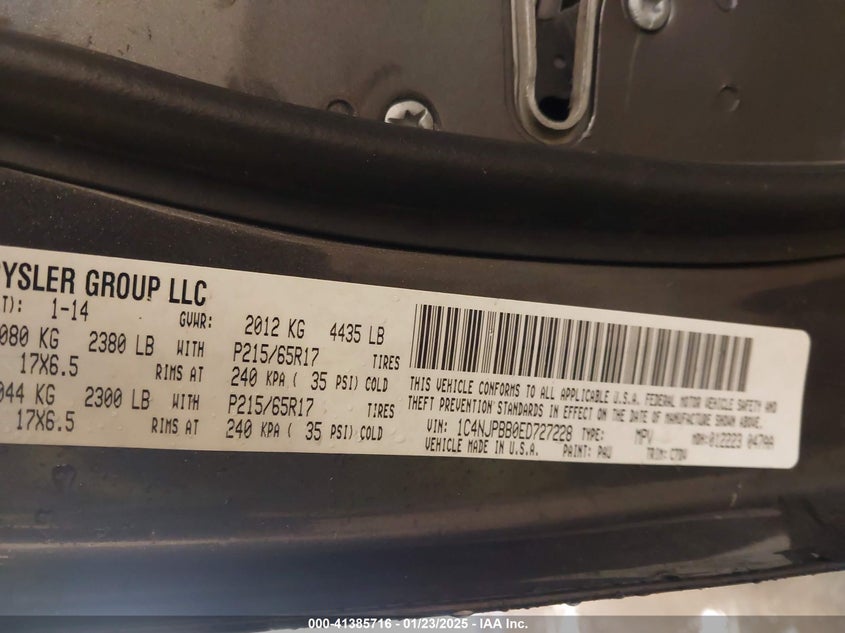 YSLER GROUP LLC
T): 1-14
GVWR: 2012 KG 4435 LB
080 KG 2380 LB WITH P215/65R17 TIRES
17X6.5 RIMS AT 240 KPA ( 35 PSI) COLD
044 KG 2300 LB WITH P215/65R17 TIRES
17X6.5 RIMS AT 240 KPA ( 35 PSI) COLD
THIS VEHICLE CONFORMS TO ALL APPLICABLE U.S.A. FEDERAL MOTOR VEHICLE SAFETY AND
THEFT PREVENTION STANDARDS IN EFFECT ON THE DATE OF MANUFACTURE SHOWN ABOVE.
VIN: 1C4NJPBB0ED727228 TYPE: MPV MDH: 012223 047AA
VEHICLE MADE IN U.S.A. PAINT: PAU TRIM:
000-41385716 - 01/23/2025 - IAA Inc.